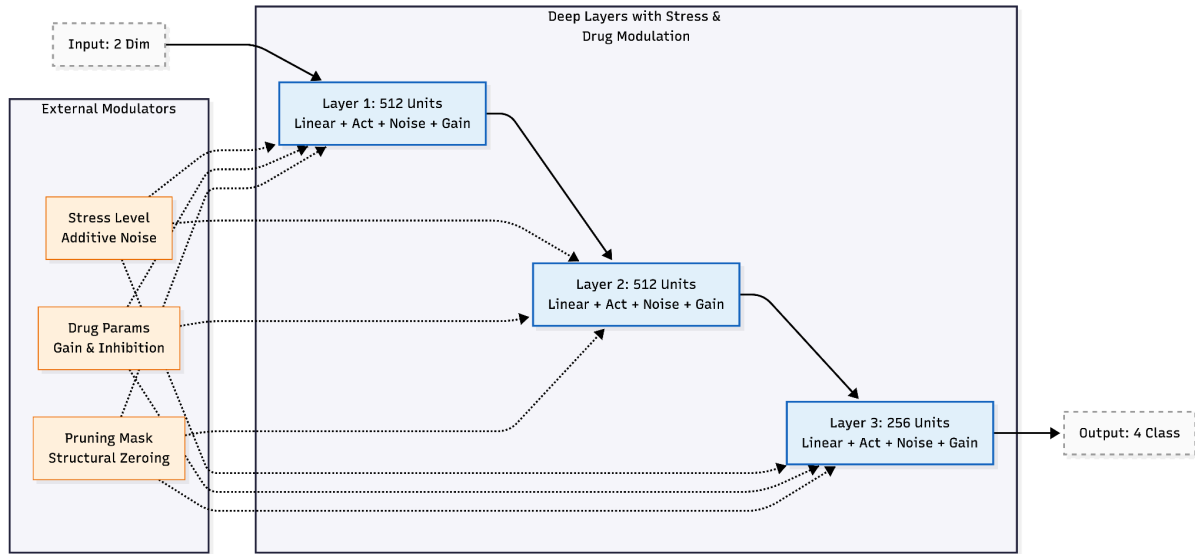 Deep Layers with Stress &
Drug Modulation
Input: 2 Dim
External Modulators
Layer 1: 512 Units
Linear + Act + Noise + Gain
Stress Level
Additive Noise
Layer 2: 512 Units
Linear + Act + Noise + Gain
Drug Params
Gain & Inhibition
Pruning Mask
Structural Zeroing
Layer 3: 256 Units
Linear + Act + Noise + Gain
Output: 4 Class